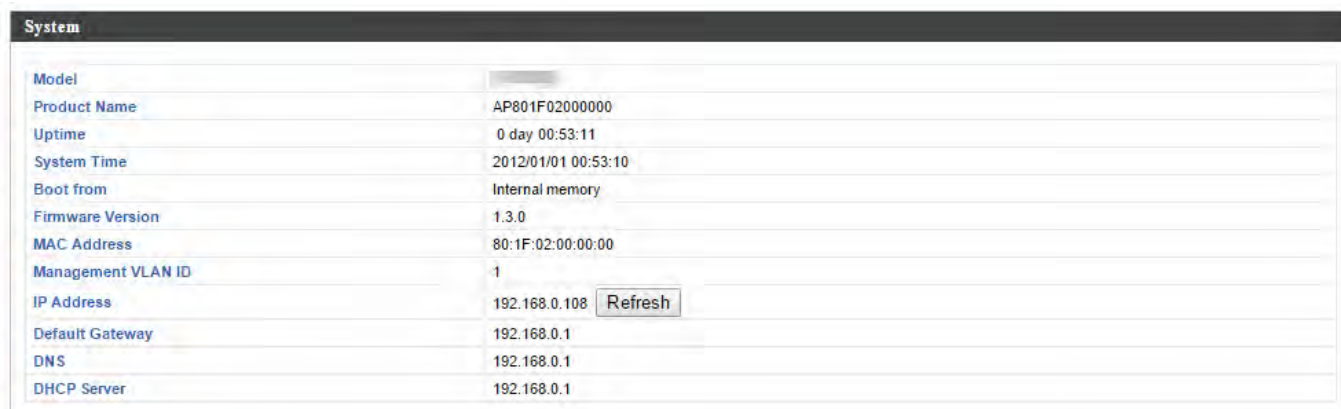 System
Model
Product Name AP801F02000000
Uptime 0 day 00:53:11
System Time 2012/01/01 00:53:10
Boot from Internal memory
Firmware Version 1.3.0
MAC Address 80:1F:02:00:00:00
Management VLAN ID 1
IP Address 192.168.0.108 Refresh
Default Gateway 192.168.0.1
DNS 192.168.0.1
DHCP Server 192.168.0.1